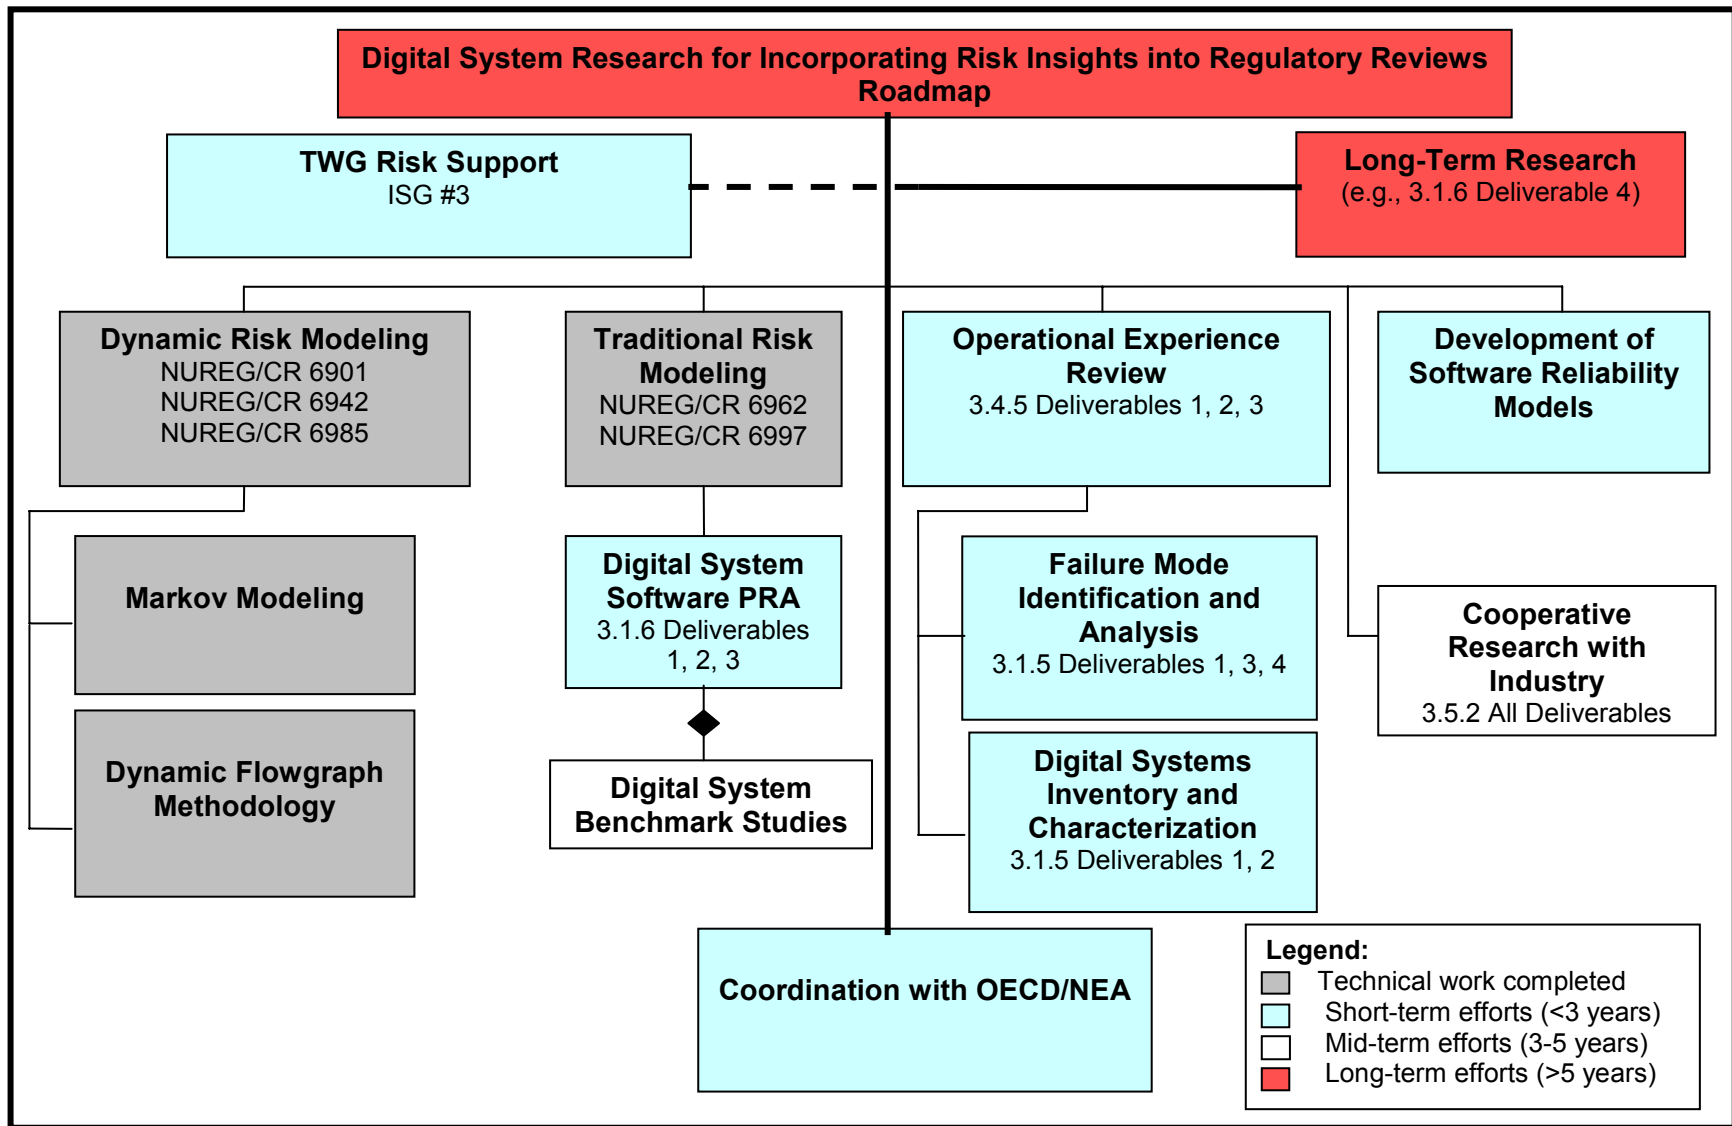 Digital System Research for Incorporating Risk Insights into Regulatory Reviews
Roadmap
TWG Risk Support
ISG #3
Long-Term Research
(e.g., 3.1.6 Deliverable 4)
Dynamic Risk Modeling
NUREG/CR 6901
NUREG/CR 6942
NUREG/CR 6985
Traditional Risk
Modeling
NUREG/CR 6962
NUREG/CR 6997
Operational Experience
Review
3.4.5 Deliverables 1, 2, 3
Development of
Software Reliability
Models
Markov Modeling
Digital System
Software PRA
3.1.6 Deliverables
1, 2, 3
Failure Mode
Identification and
Analysis
3.1.5 Deliverables 1, 3, 4
Cooperative
Research with
Industry
3.5.2 All Deliverables
Dynamic Flowgraph
Methodology
Digital System
Benchmark Studies
Digital Systems
Inventory and
Characterization
3.1.5 Deliverables 1, 2
Coordination with OECD/NEA
Legend:
Technical work completed
Short-term efforts (<3 years)
Mid-term efforts (3-5 years)
Long-term efforts (>5 years)